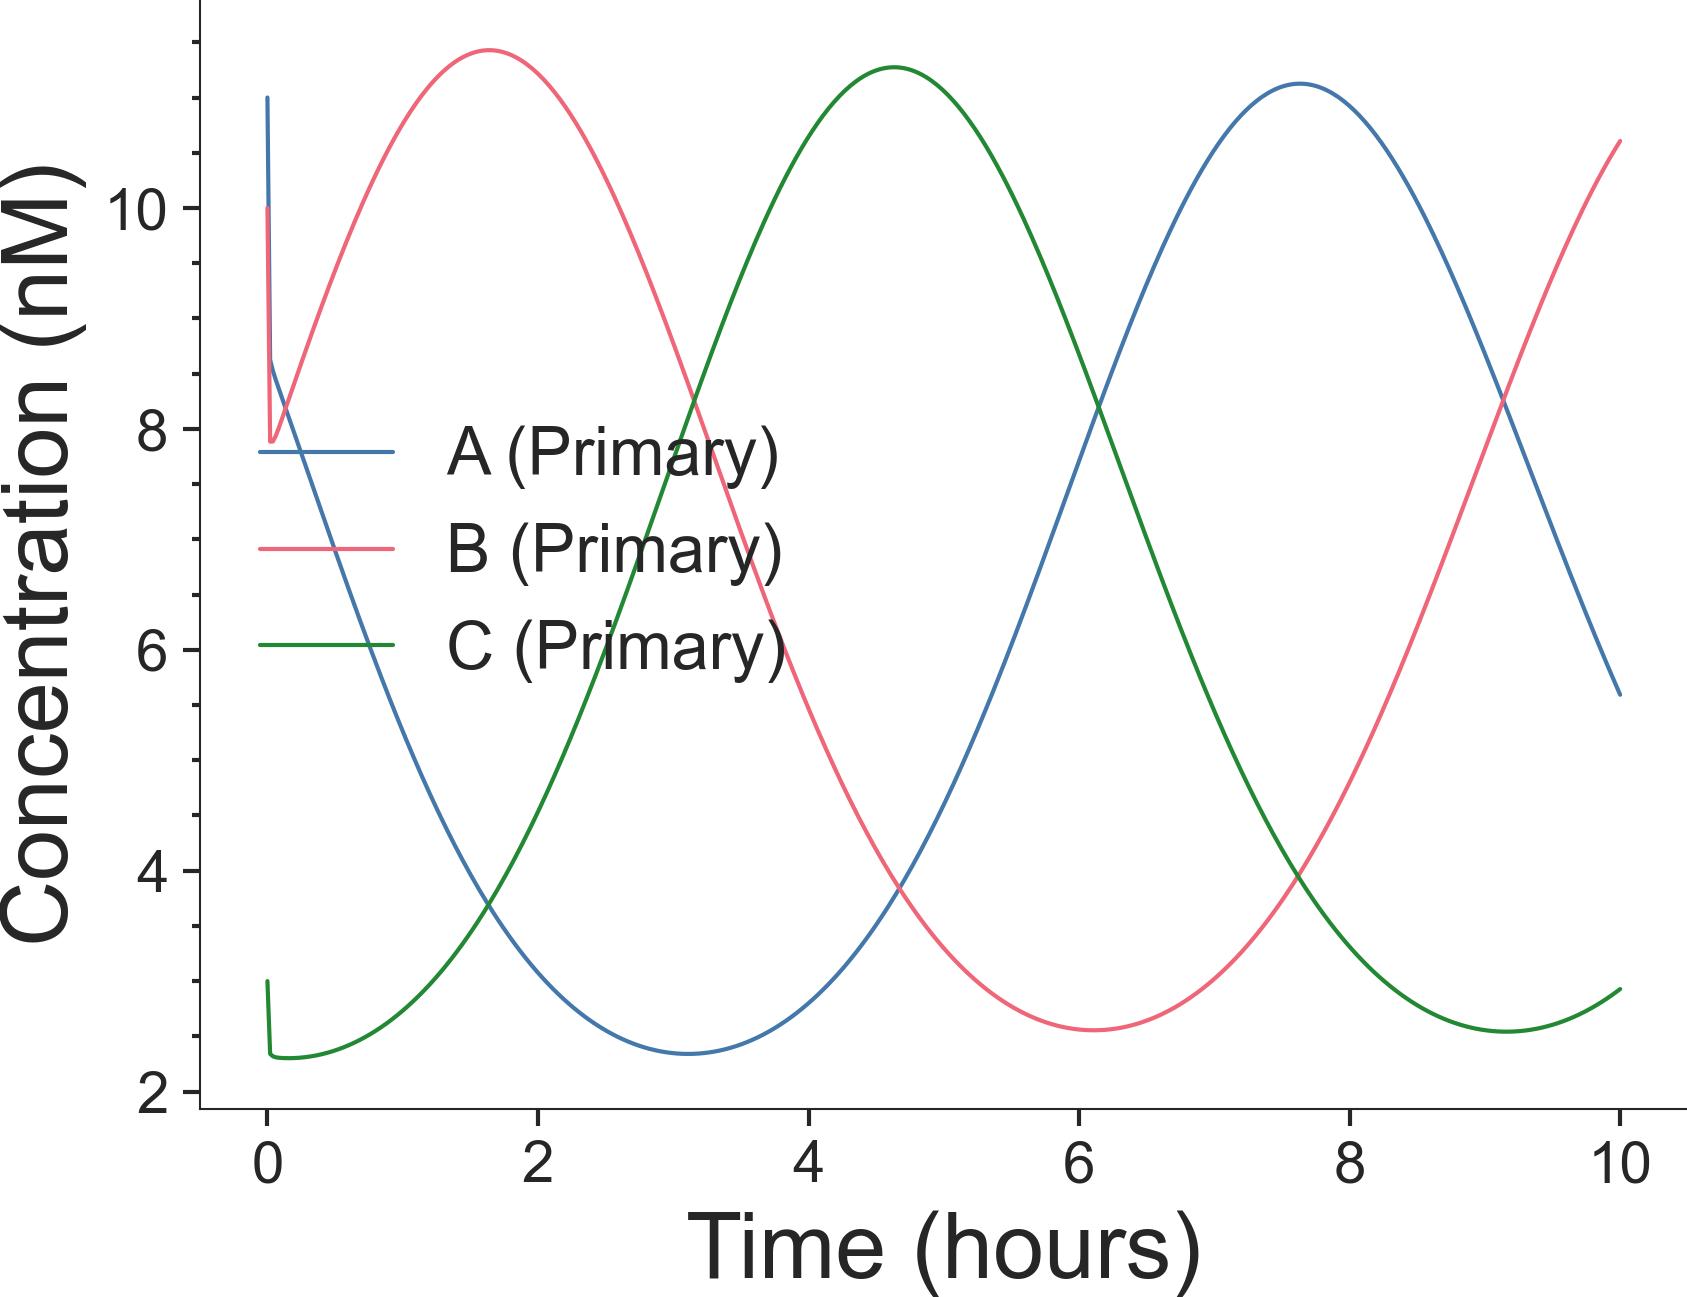 Concentration (nM)
10
8
6
4
2
A (Primary)
B (Primary)
C (Primary)
0 2 4 6 8 10
Time (hours)